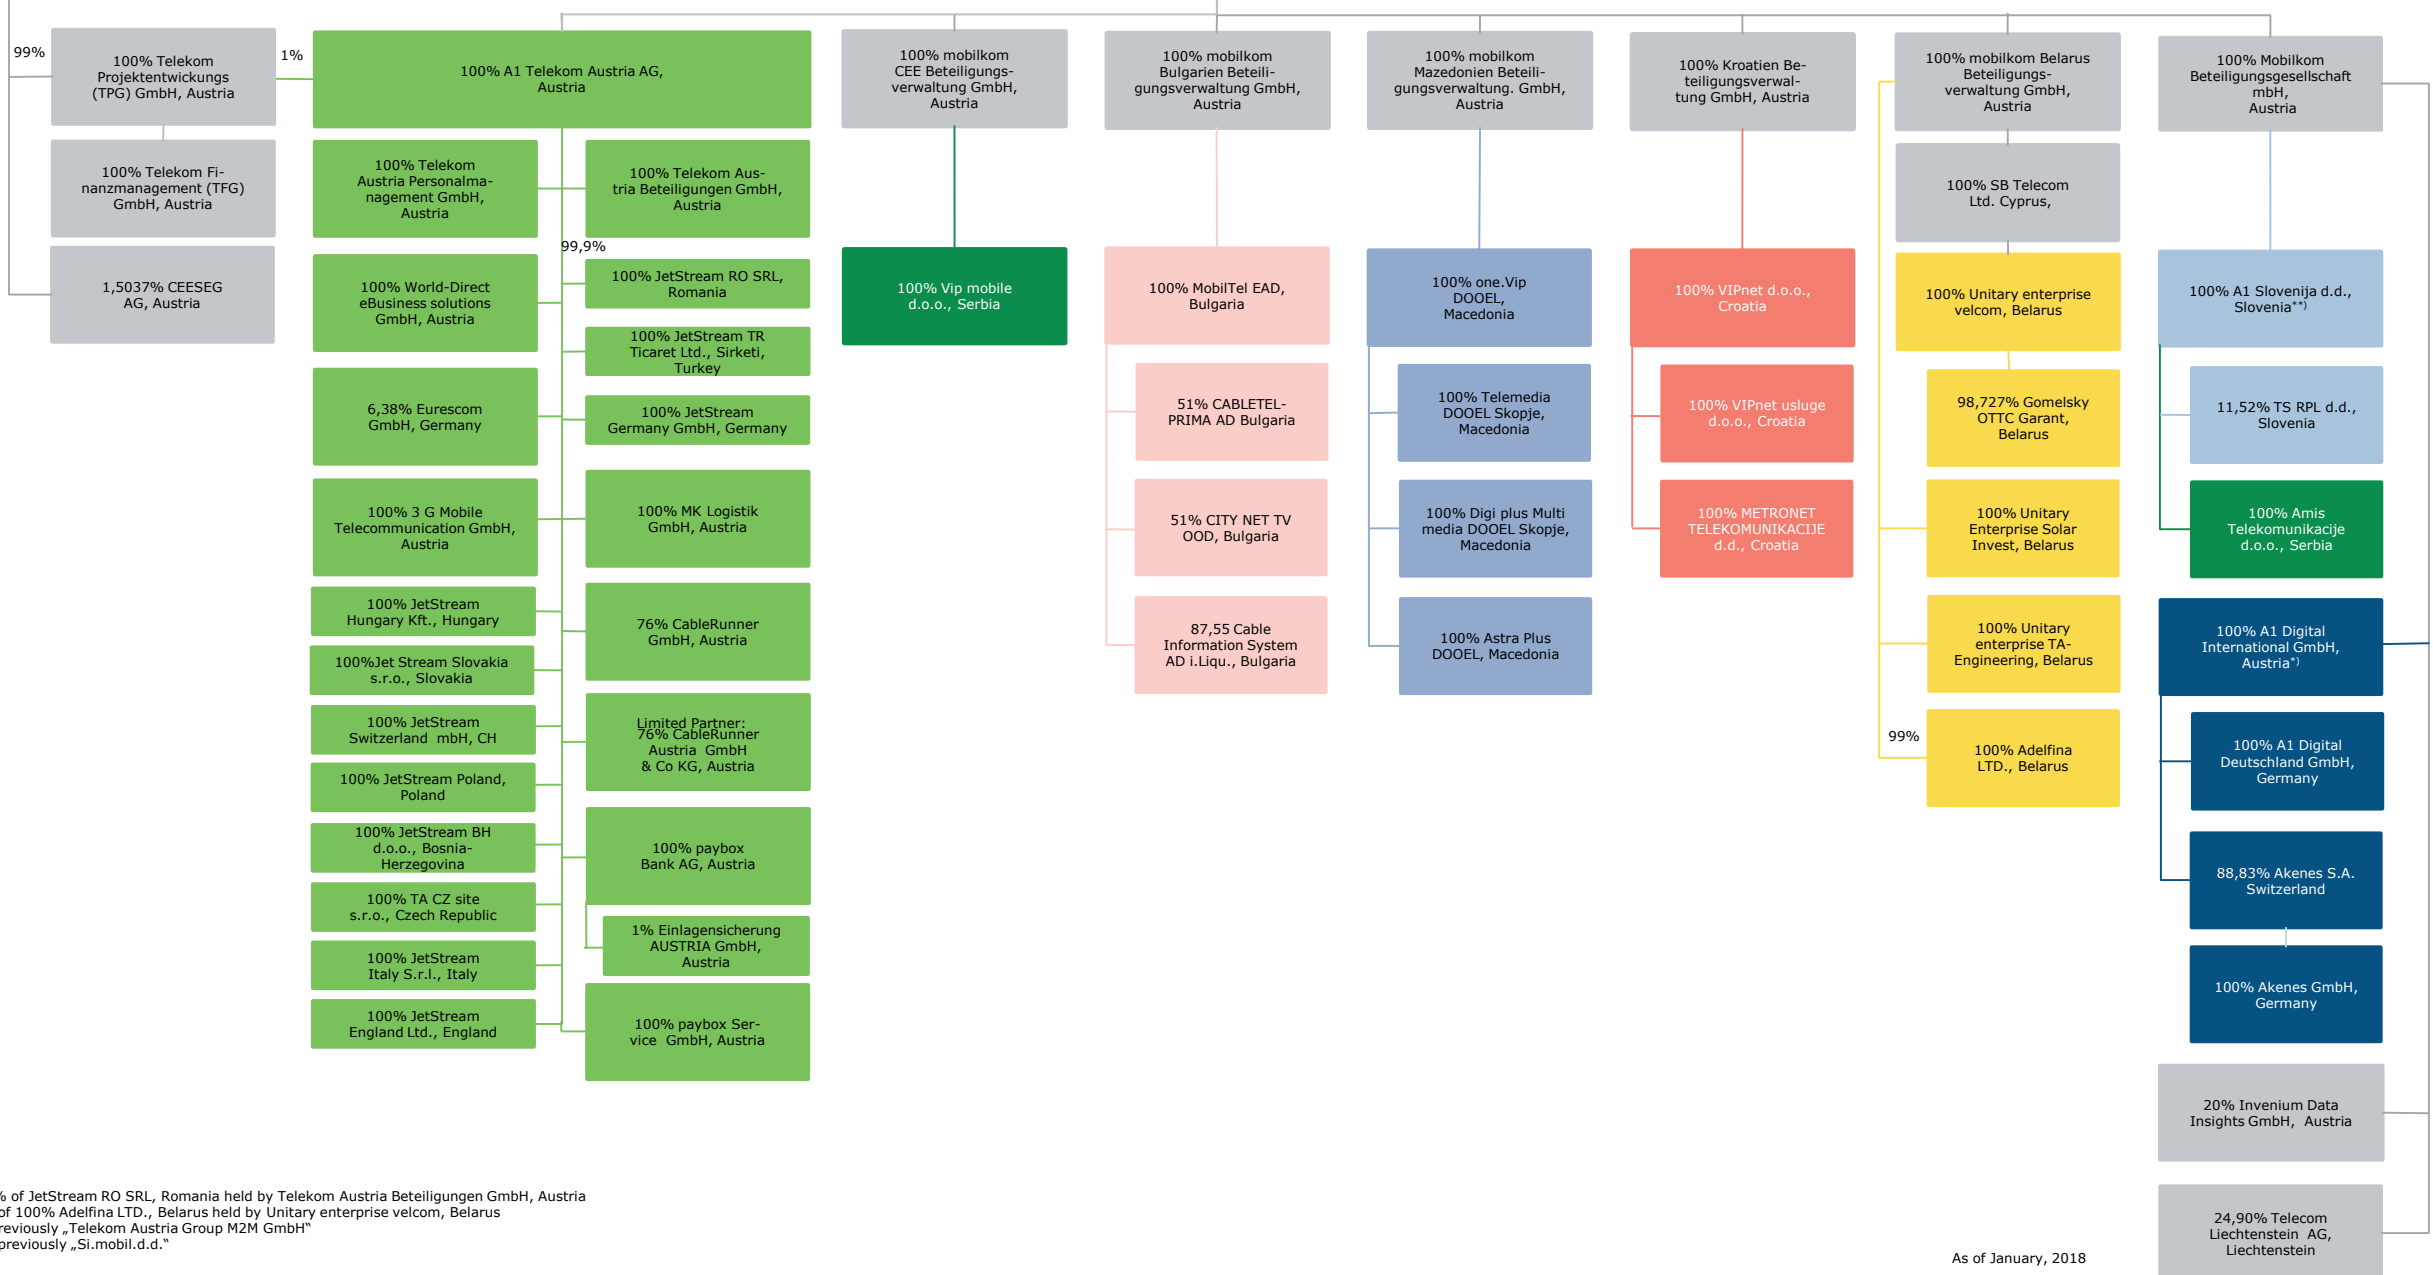 99%
100% Telekom
Projektentwickungs
(TPG) GmbH, Austria
1%
100% Telekom Fi-
nanzmanagement (TFG)
GmbH, Austria
1,5037% CEESEG
AG, Austria
100% A1 Telekom Austria AG,
Austria
100% Telekom
Austria Personalma-
nagement GmbH,
Austria
100% World-Direct
eBusiness solutions
GmbH, Austria
6,38% Eurescom
GmbH, Germany
100% 3 G Mobile
Telecommunication GmbH,
Austria
100% JetStream
Hungary Kft., Hungary
100%Jet Stream Slovakia
s.r.o., Slovakia
100% JetStream
Switzerland  mbH, CH
100% JetStream Poland,
Poland
100% JetStream BH
d.o.o., Bosnia-
Herzegovina
100% TA CZ site
s.r.o., Czech Republic
100% JetStream
Italy S.r.l., Italy
100% JetStream
England Ltd., England
100% Telekom Aus-
tria Beteiligungen GmbH,
Austria
99,9%
100% JetStream RO SRL,
Romania
100% JetStream TR
Ticaret Ltd., Sirketi,
Turkey
100% JetStream
Germany GmbH, Germany
100% MK Logistik
GmbH, Austria
76% CableRunner
GmbH, Austria
Limited Partner:
76% CableRunner
Austria  GmbH
& Co KG, Austria
100% paybox
Bank AG, Austria
1% Einlagensicherung
AUSTRIA GmbH,
Austria
100% paybox Ser-
vice  GmbH, Austria
100% mobilkom
CEE Beteiligungs-
verwaltung GmbH,
Austria
100% Vip mobile
d.o.o., Serbia
100% mobilkom
Bulgarien Beteili-
gungsverwaltung GmbH,
Austria
100% MobilTel EAD,
Bulgaria
51% CABLETEL-
PRIMA AD Bulgaria
51% CITY NET TV
OOD, Bulgaria
87,55 Cable
Information System
AD i.Liqu., Bulgaria
100% mobilkom
Mazedonien Beteili-
gungsverwaltung. GmbH,
Austria
100% one.Vip
DOOEL,
Macedonia
100% Telemedia
DOOEL Skopje,
Macedonia
100% Digi plus Multi
media DOOEL Skopje,
Macedonia
100% Astra Plus
DOOEL, Macedonia
100% Kroatien Be-
teiligungsverwal-
tung GmbH, Austria
100% VIPnet d.o.o.,
Croatia
100% VIPnet usluge
d.o.o., Croatia
100% METRONET
TELEKOMUNIKACIJE
d.d., Croatia
100% mobilkom Belarus
Beteiligungs-
verwaltung GmbH,
Austria
100% SB Telecom
Ltd. Cyprus,
100% Unitary enterprise
velcom, Belarus
98,727% Gomelsky
OTTC Garant,
Belarus
100% Unitary
Enterprise Solar
Invest, Belarus
100% Unitary
enterprise TA-
Engineering, Belarus
99%
100% Adelfina
LTD., Belarus
100% Mobilkom
Beteiligungsgesellschaft
mbH,
Austria
100% A1 Slovenija d.d.,
Slovenia**)
11,52% TS RPL d.d.,
Slovenia
100% Amis
Telekomunikacije
d.o.o., Serbia
100% A1 Digital
International GmbH,
Austria*)
100% A1 Digital
Deutschland GmbH,
Germany
88,83% Akenes S.A.
Switzerland
100% Akenes GmbH,
Germany
20% Invenium Data
Insights GmbH,  Austria
24,90% Telecom
Liechtenstein  AG,
Liechtenstein
% of JetStream RO SRL, Romania held by Telekom Austria Beteiligungen GmbH, Austria
of 100% Adelfina LTD., Belarus held by Unitary enterprise velcom, Belarus
reviously „Telekom Austria Group M2M GmbH“
previously „Si.mobil.d.d.“
As of January, 2018